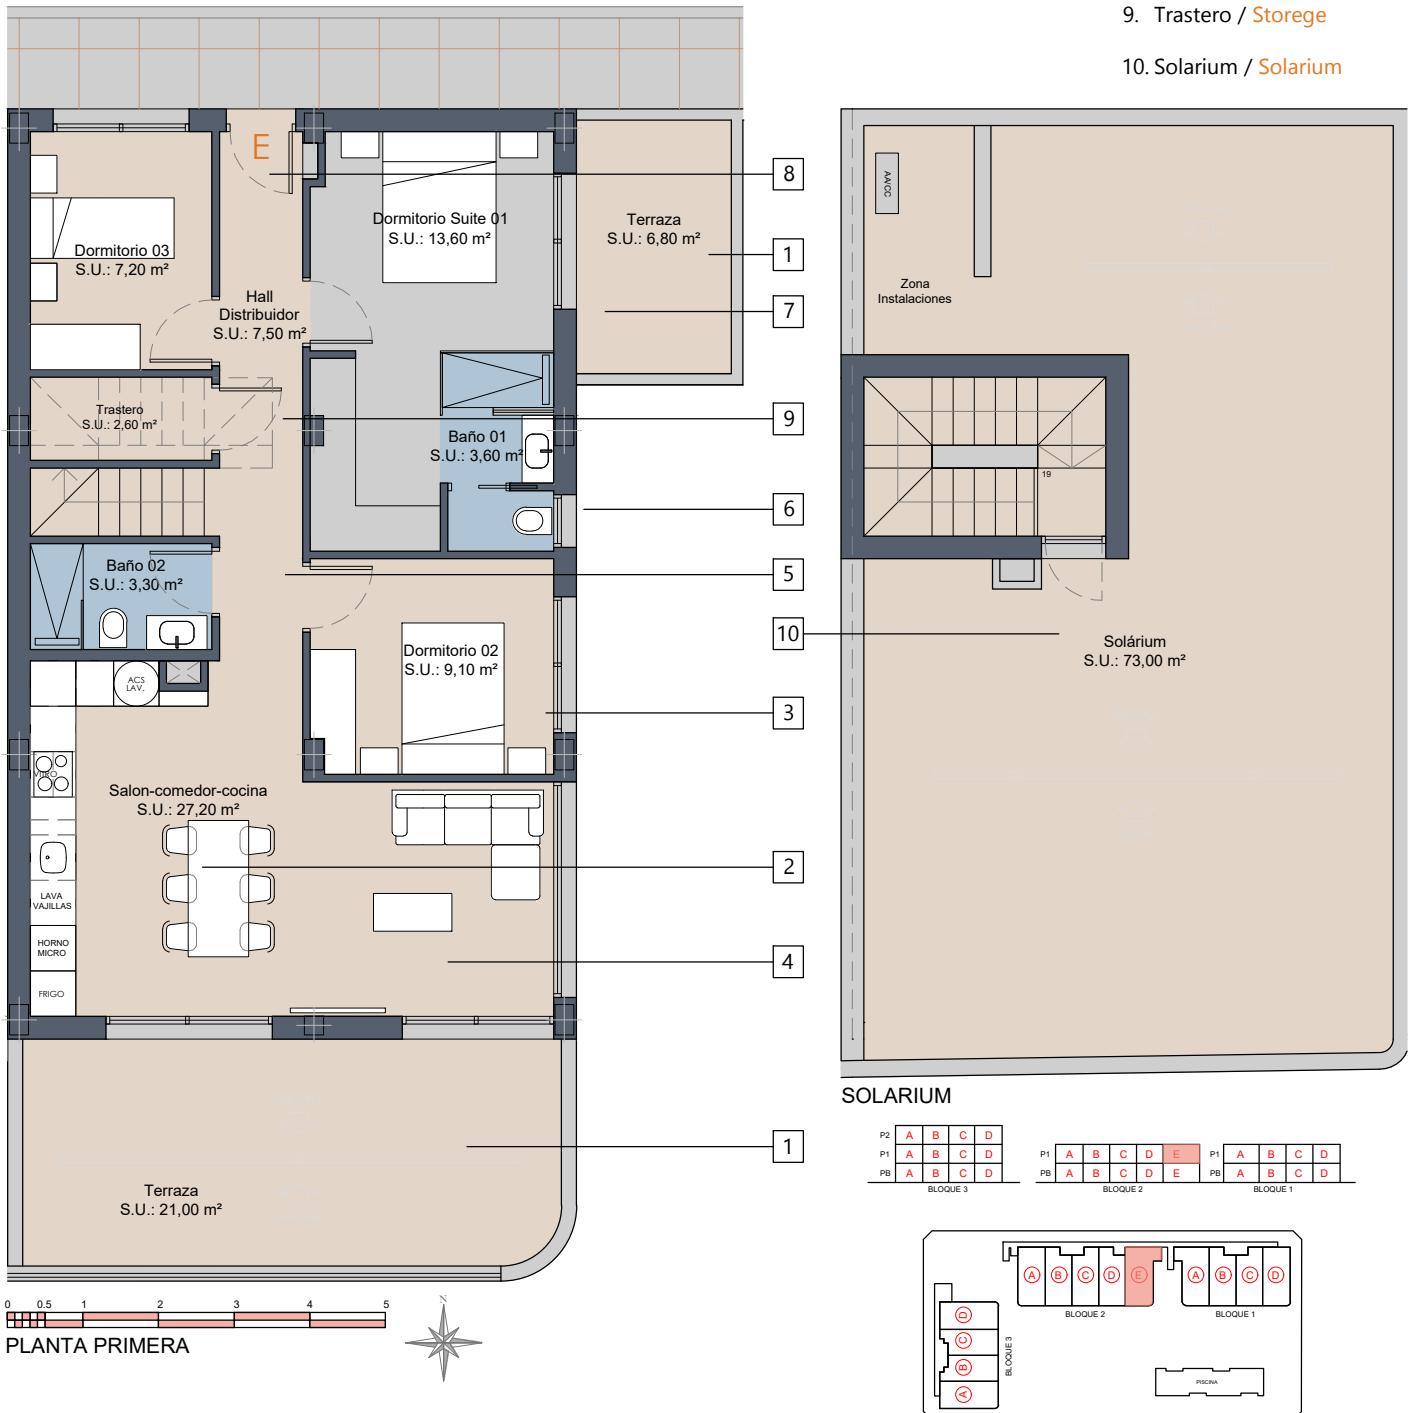 9. Trastero / Storege
10. Solarium / Solarium
E
8
Dormitorio Suite 01
S.U.: 13,60 m²
Terraza
S.U.: 6,80 m²
1
Dormitorio 03
S.U.: 7,20 m²
7
Hall
Distribuidor
S.U.: 7,50 m²
AA/CC
Zona
Instalaciones
Trastero
S.U.: 2,60 m²
9
Baño 01
S.U.: 3,60 m²
19
6
Baño 02
S.U.: 3,30 m²
5
10
Solárium
S.U.: 73,00 m²
Dormitorio 02
S.U.: 9,10 m²
ACS
LAV.
3
VITRO
Salon-comedor-cocina
S.U.: 27,20 m²
2
LAVA
VAJILLAS
HORNO
MICRO
FRIGO
4
SOLARIUM
1
Terraza
S.U.: 21,00 m²
P2 A B C D
P1 A B C D
PB A B C D
BLOQUE 3
P1 A B C D E
PB A B C D E
BLOQUE 2
P1 A B C D
PB A B C D
BLOQUE 1
A B C D E
BLOQUE 2
A B C D
BLOQUE 1
D
C
B
A
BLOQUE 3
PISCINA
0 0.5 1 2 3 4 5
N
PLANTA PRIMERA